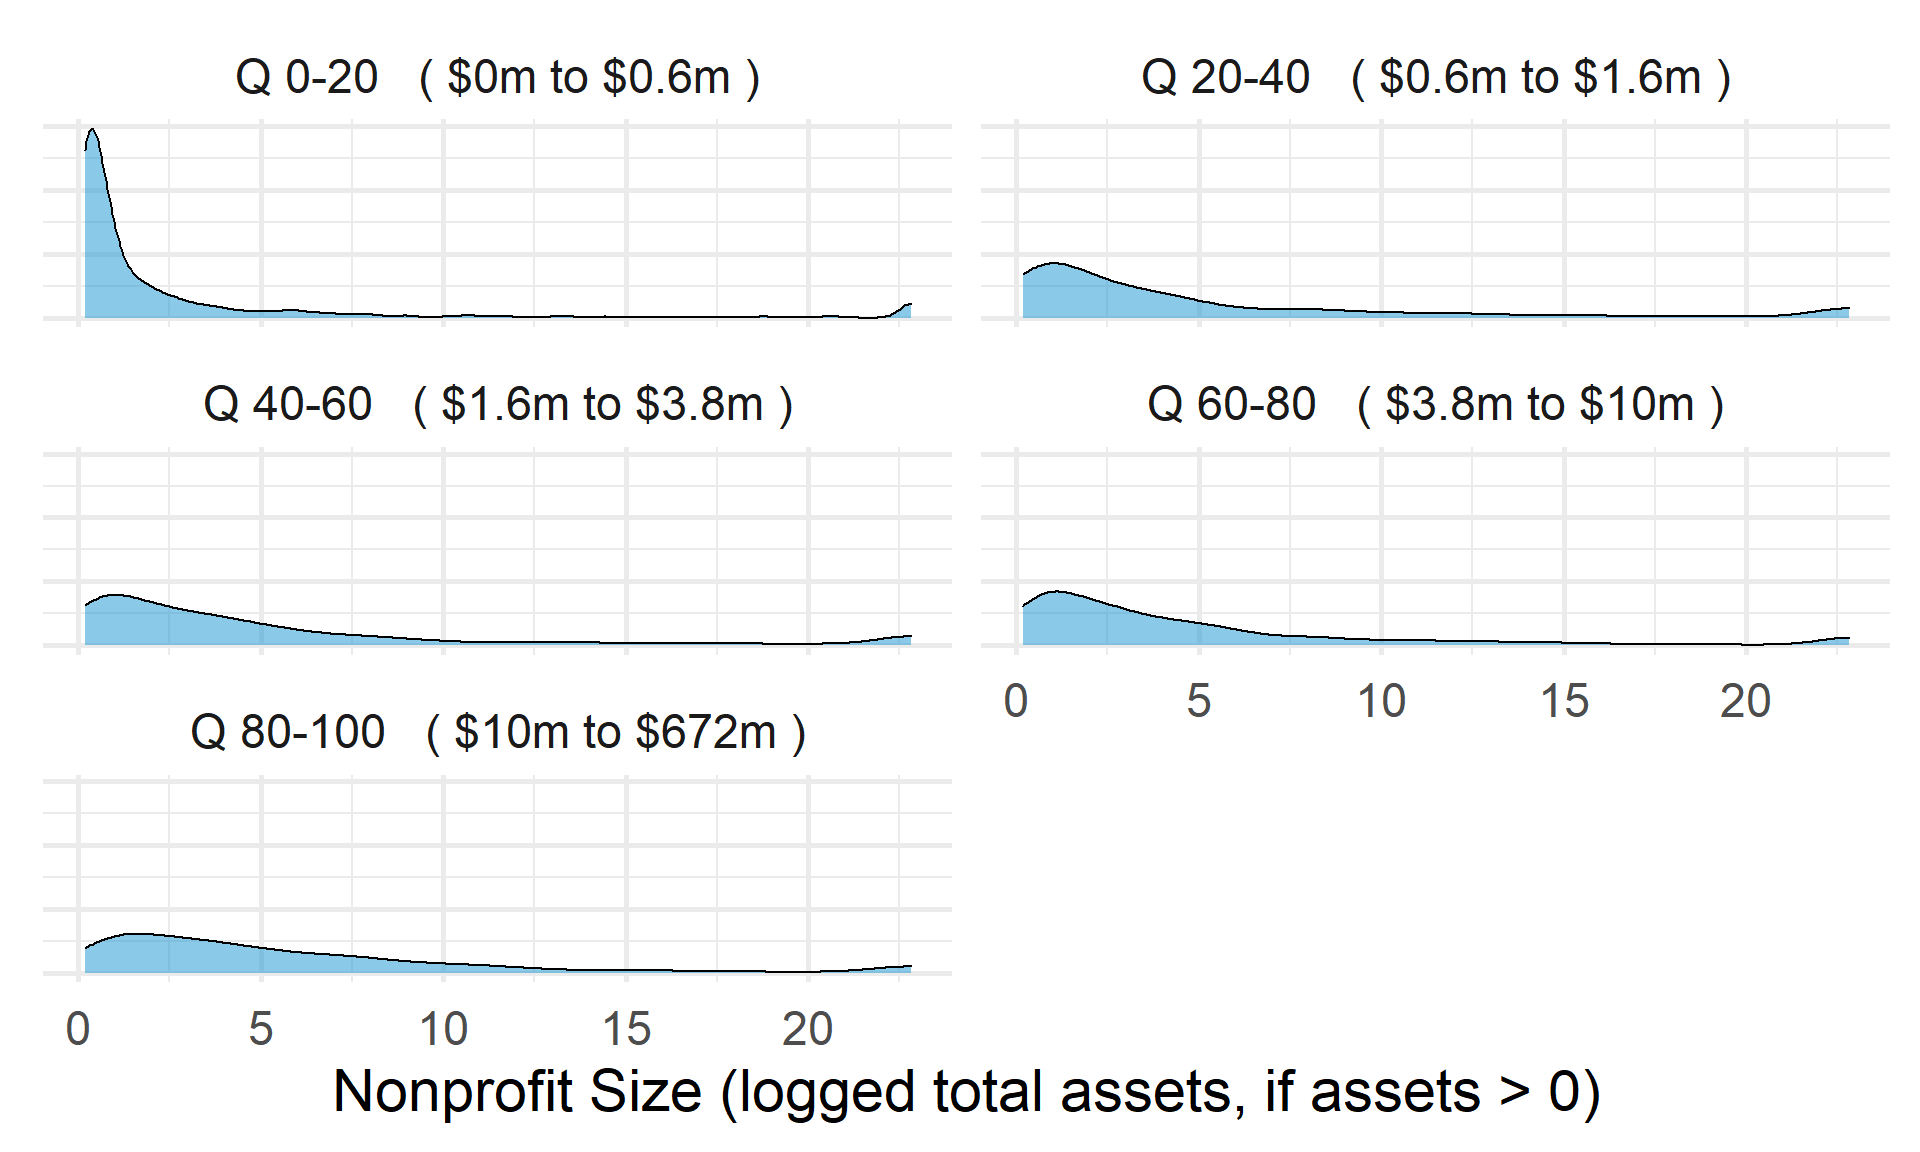 Q 0-20 ( $0m to $0.6m )
Q 20-40 ( $0.6m to $1.6m )
Q 40-60 ( $1.6m to $3.8m )
Q 60-80 ( $3.8m to $10m )
0 5 10 15 20
Q 80-100 ( $10m to $672m )
0 5 10 15 20
Nonprofit Size (logged total assets, if assets > 0)